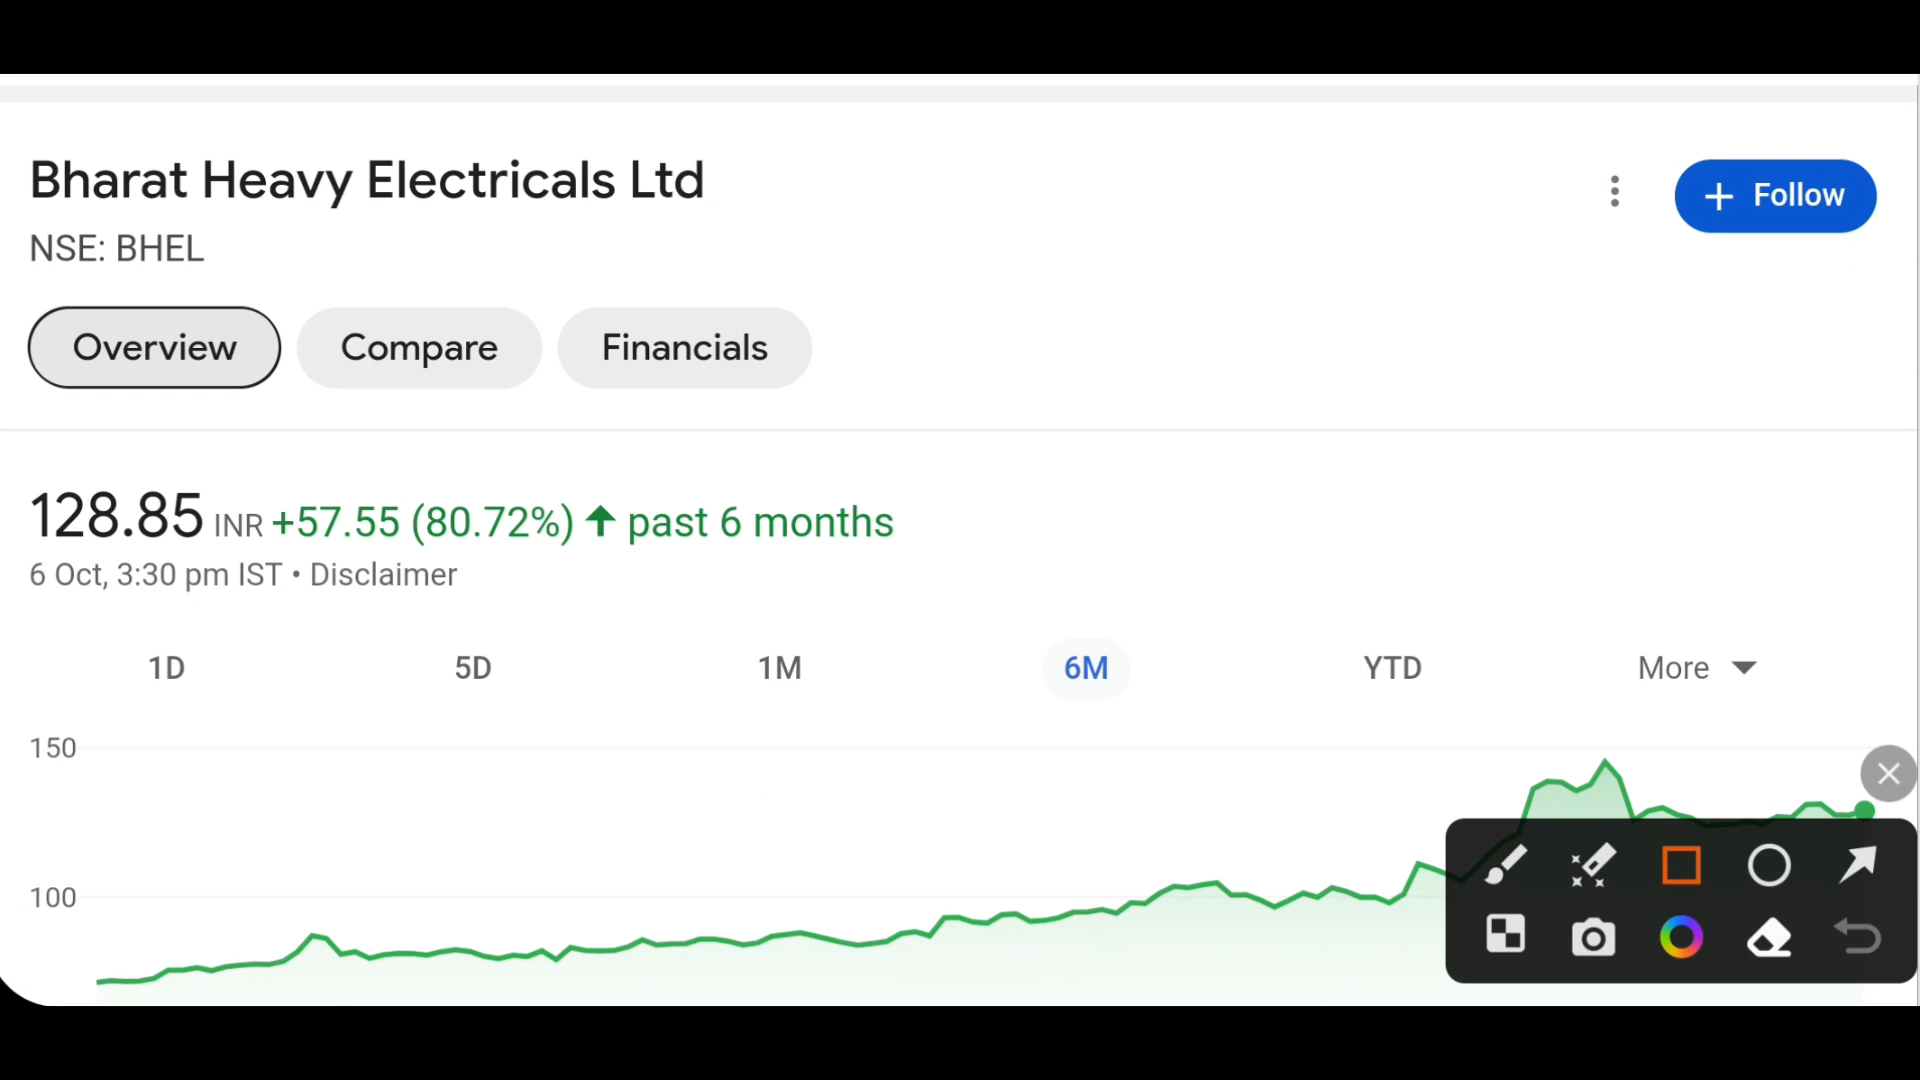 Bharat Heavy Electricals Ltd
+ Follow
NSE: BHEL
Overview Compare Financials
128.85 INR +57.55 (80.72%) ↑ past 6 months
6 Oct, 3:30 pm IST • Disclaimer
1D 5D 1M 6M YTD More
150
100